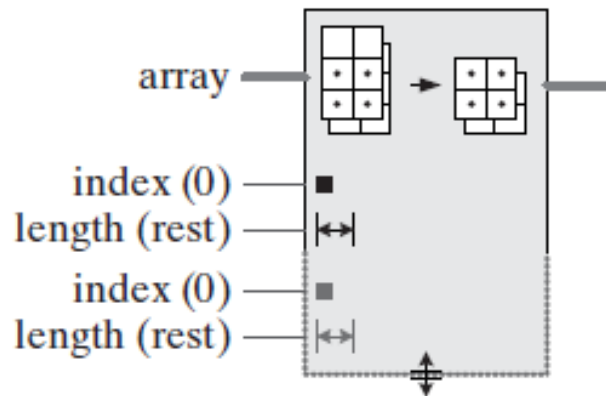 array
index (0)
length (rest)
index (0)
length (rest)